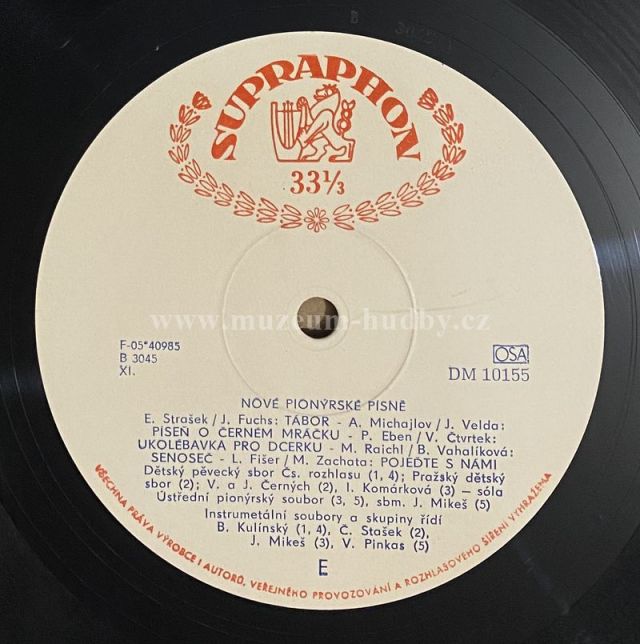 SUPRAPHON
33⅓
www.muzeum-hudby.cz
F-05*40985
B 3045
XI.
OSA
DM 10155
NOVÉ PIONÝRSKÉ PÍSNĚ
E. Strašek/J. Fuchs: TÁBOR - A. Michajlov/J. Velda:
PÍSEŇ O ČERNÉM MRÁČKU - P. Eben/V. Čtvrtek:
UKOLÉBAVKA PRO DCERKU - M. Raichl/B. Vahalíková:
SENOSEČ - L. Fišer/M. Zachata: POJEĎTE S NÁMI
Dětský pěvecký sbor Čs. rozhlasu (1, 4); Pražský dětský
sbor (2); V. a J. Černých (2), I. Komárková (3) — sóla
Ústřední pionýrský soubor (3, 5), sbm. J. Mikeš (5)
Instrumetální soubory a skupiny řídí
B. Kulínský (1, 4), Č. Stašek (2),
J. Mikeš (3), V. Pinkas (5)
E
VŠECHNA PRÁVA VÝROBCE I AUTORŮ, VEŘEJNÉHO PROVOZOVÁNÍ A ROZHLASOVÉHO ŠÍŘENÍ VYHRAŽENA